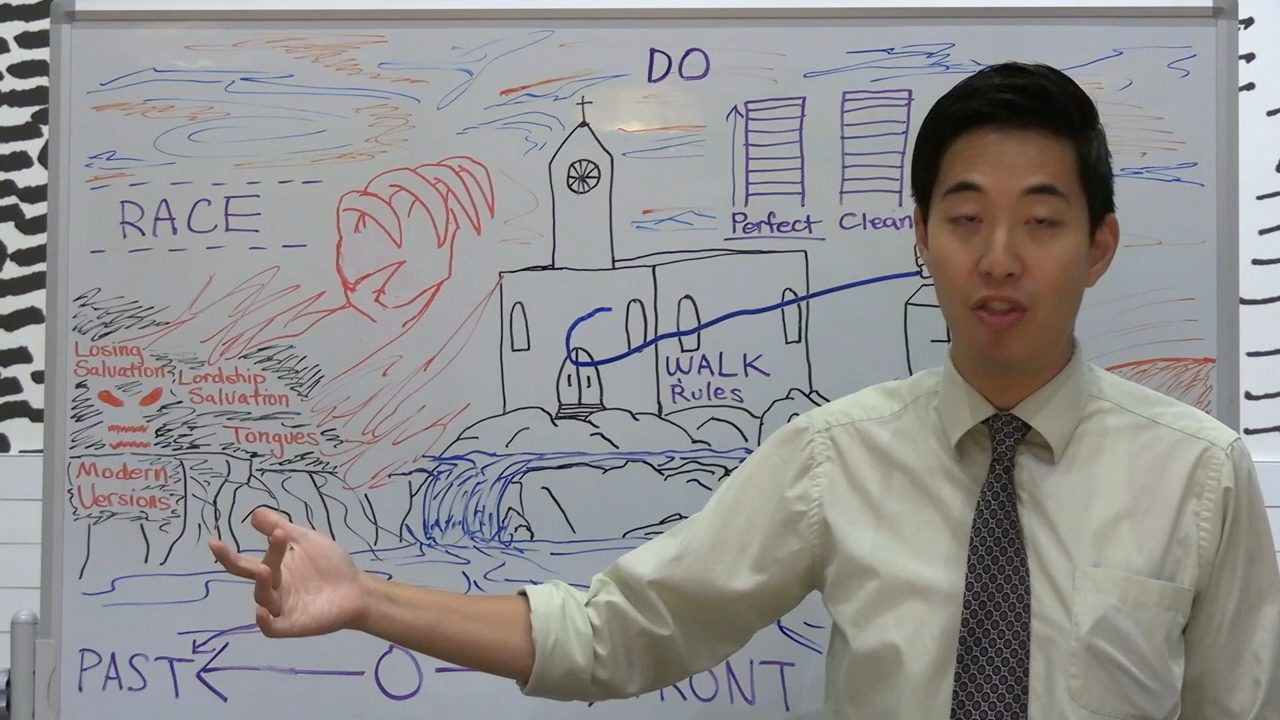 DO
RACE
Perfect
Clean
Losing
Salvation
Lordship
Salvation
Tongues
WALK
Rules
Modern
Versions
PAST